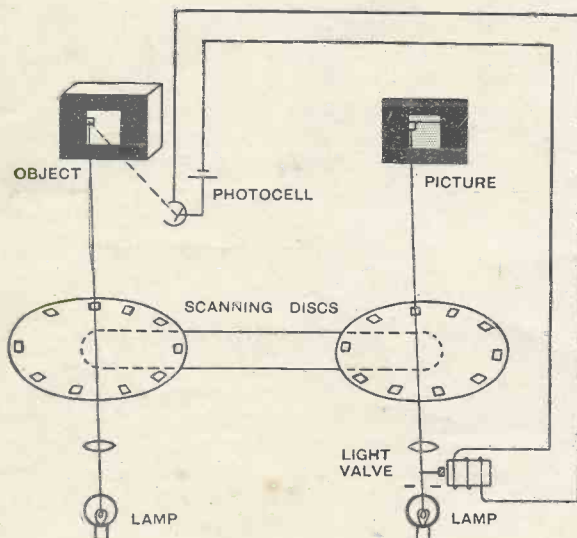 OBJECT
PHOTOCELL
PICTURE
SCANNING DISCS
LIGHT
VALVE
LAMP
LAMP